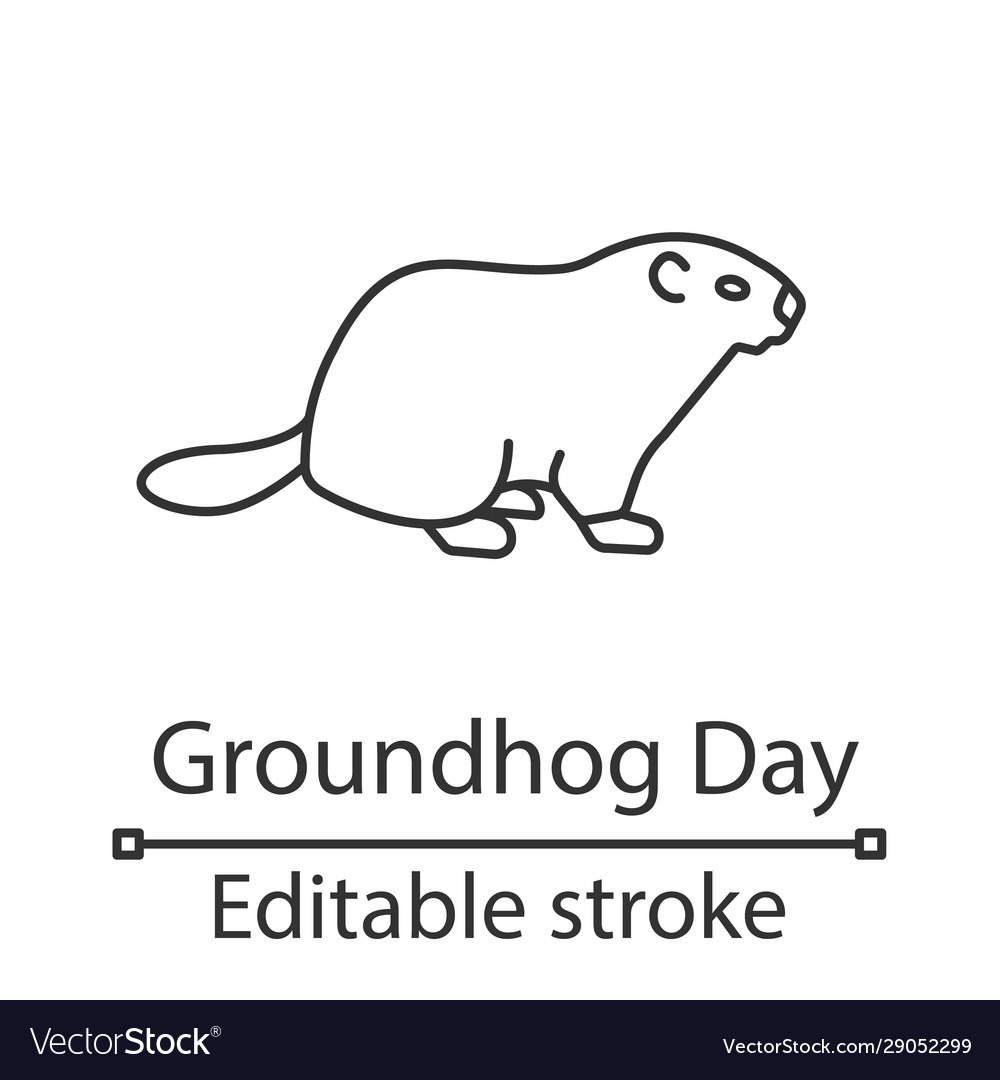 Groundhog Day
Editable stroke
VectorStock®
VectorStock.com/29052299